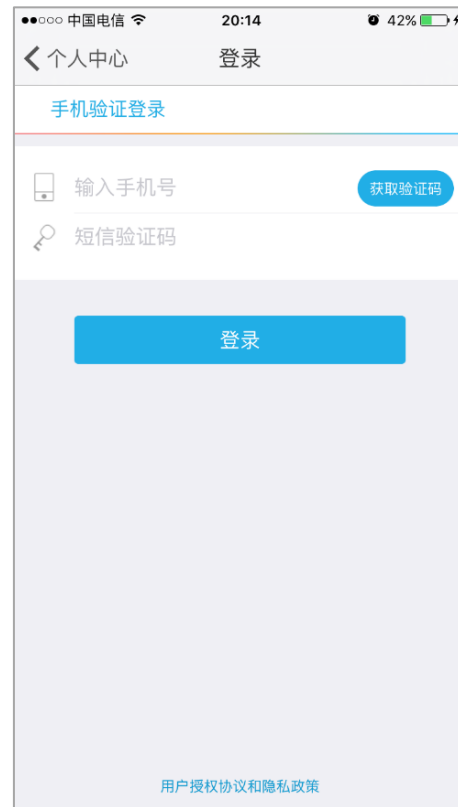 中国电信 20:14 42%
个人中心 登录
手机验证登录
输入手机号 获取验证码
短信验证码
登录
用户授权协议和隐私政策